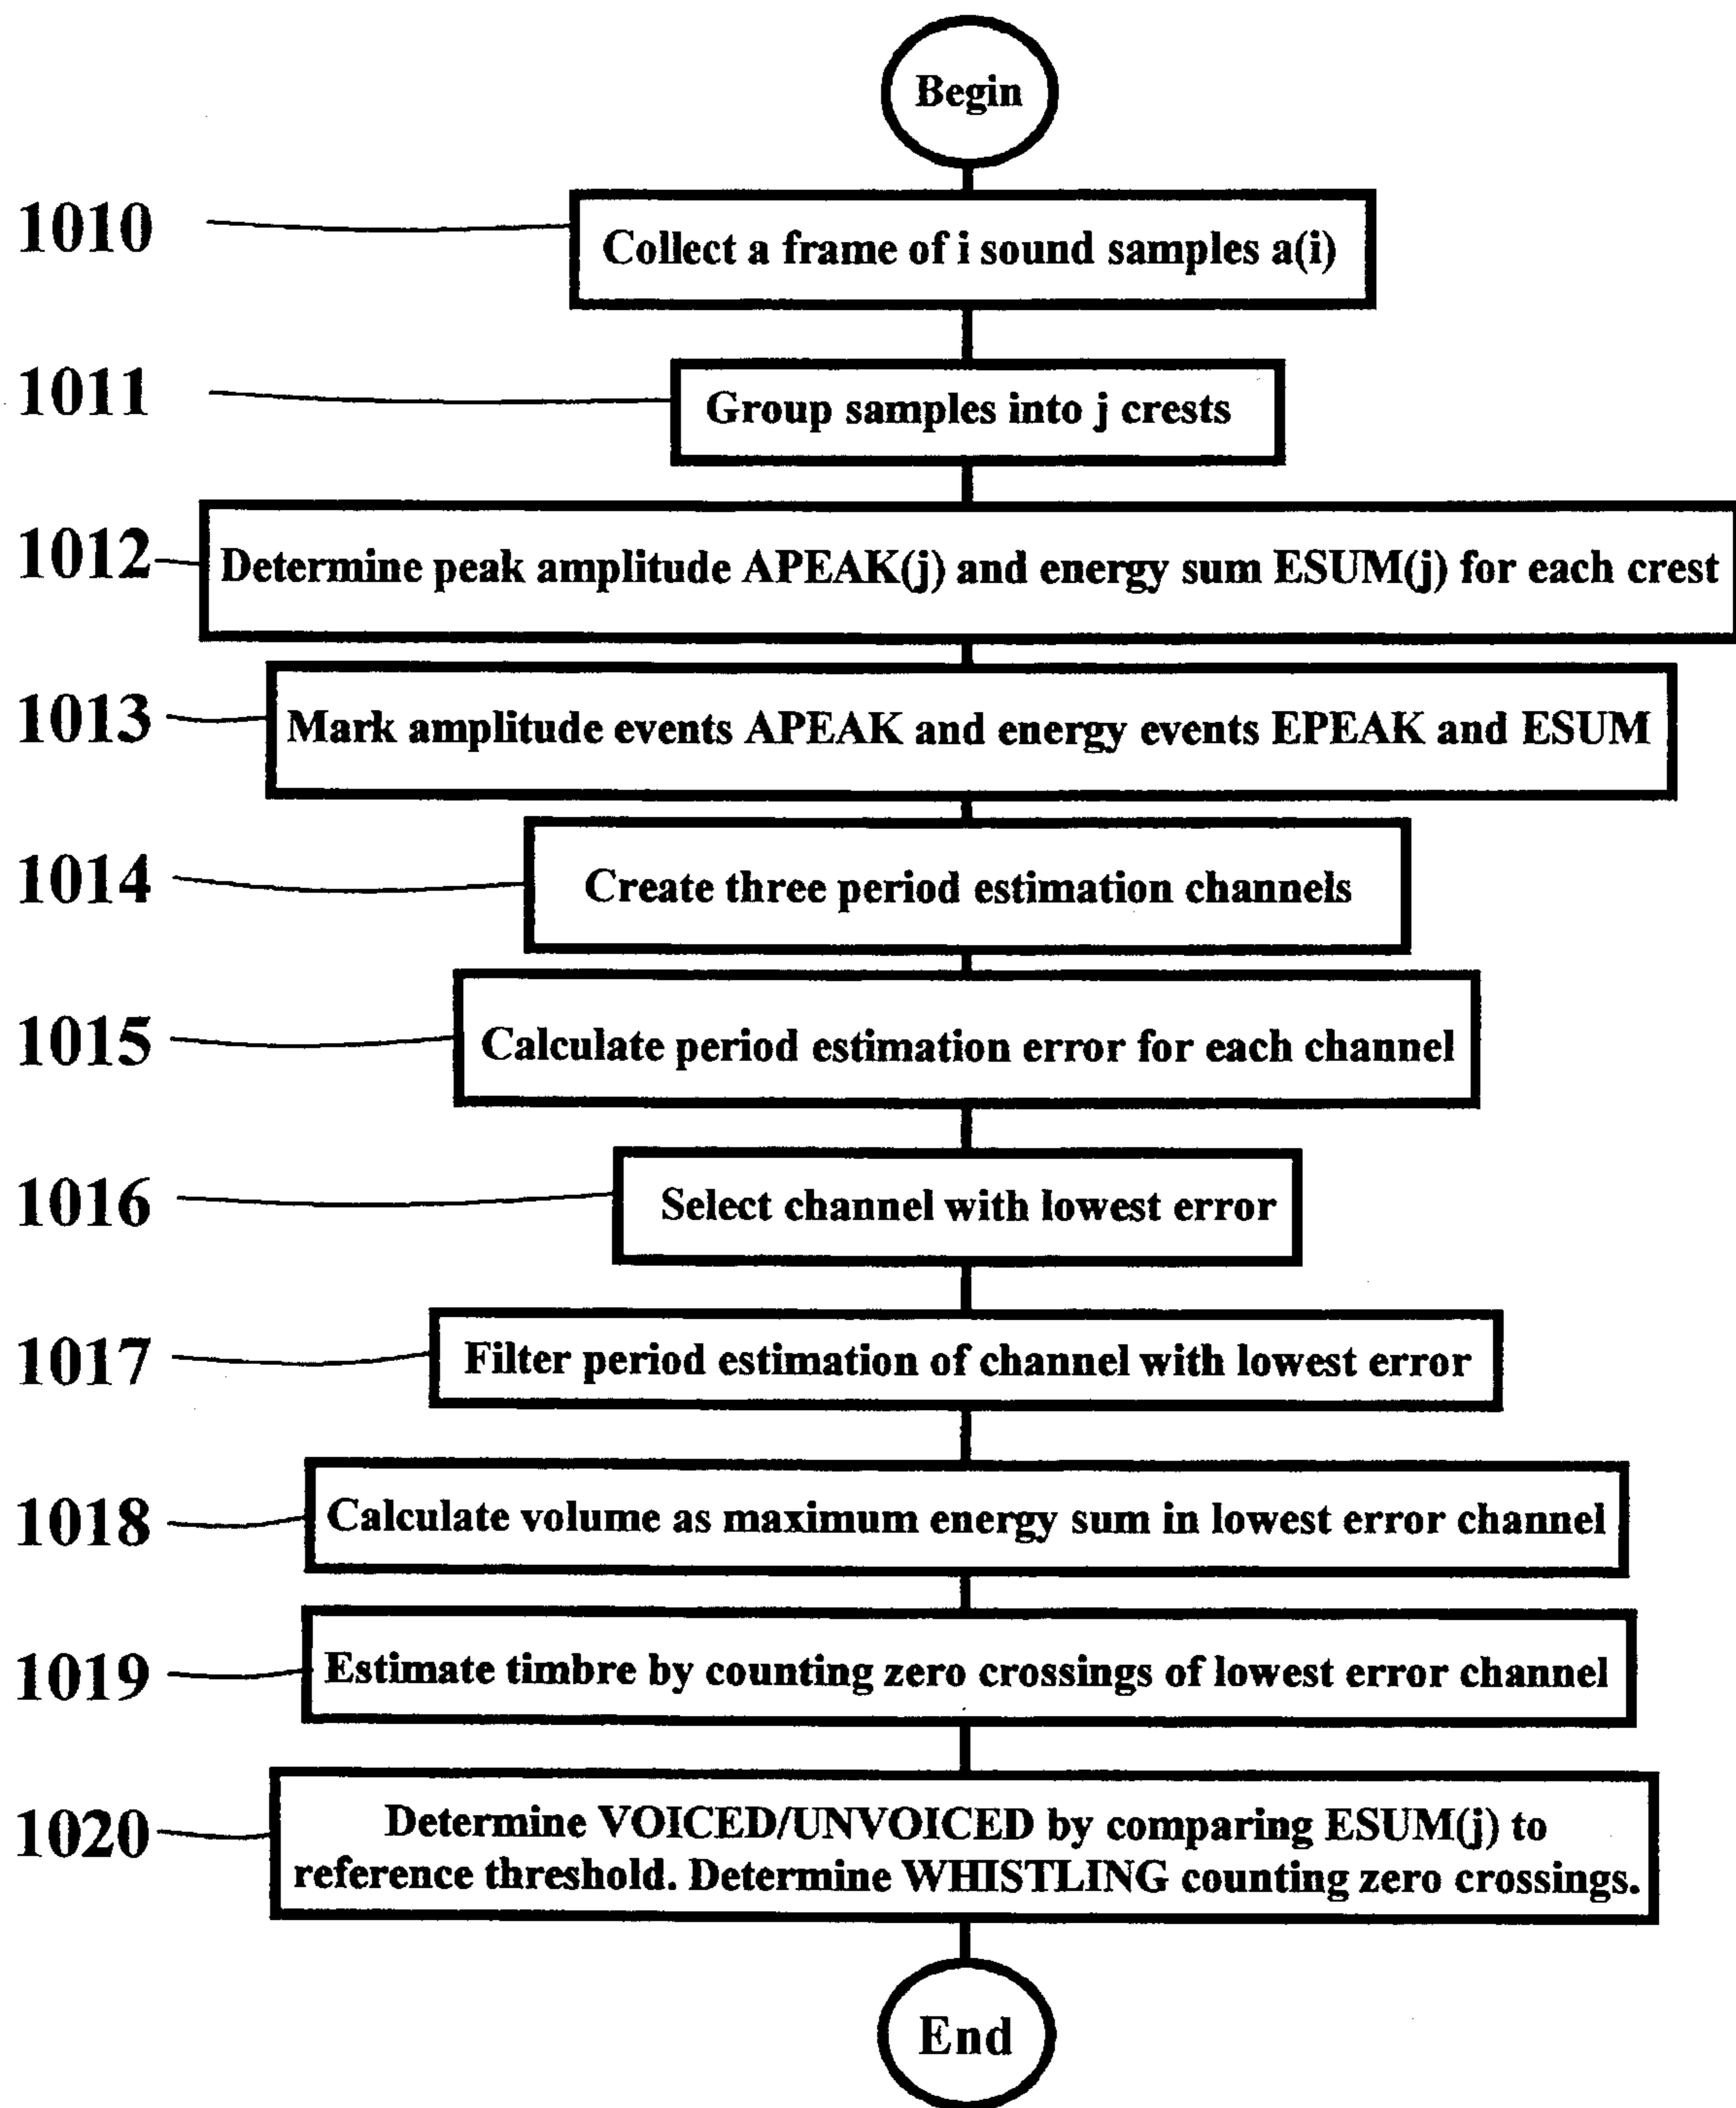 Begin
1010
Collect a frame of i sound samples a(i)
1011
Group samples into j crests
1012
Determine peak amplitude APEAK(j) and energy sum ESUM(j) for each crest
1013
Mark amplitude events APEAK and energy events EPEAK and ESUM
1014
Create three period estimation channels
1015
Calculate period estimation error for each channel
1016
Select channel with lowest error
1017
Filter period estimation of channel with lowest error
1018
Calculate volume as maximum energy sum in lowest error channel
1019
Estimate timbre by counting zero crossings of lowest error channel
1020
Determine VOICED/UNVOICED by comparing ESUM(j) to
reference threshold. Determine WHISTLING counting zero crossings.
End